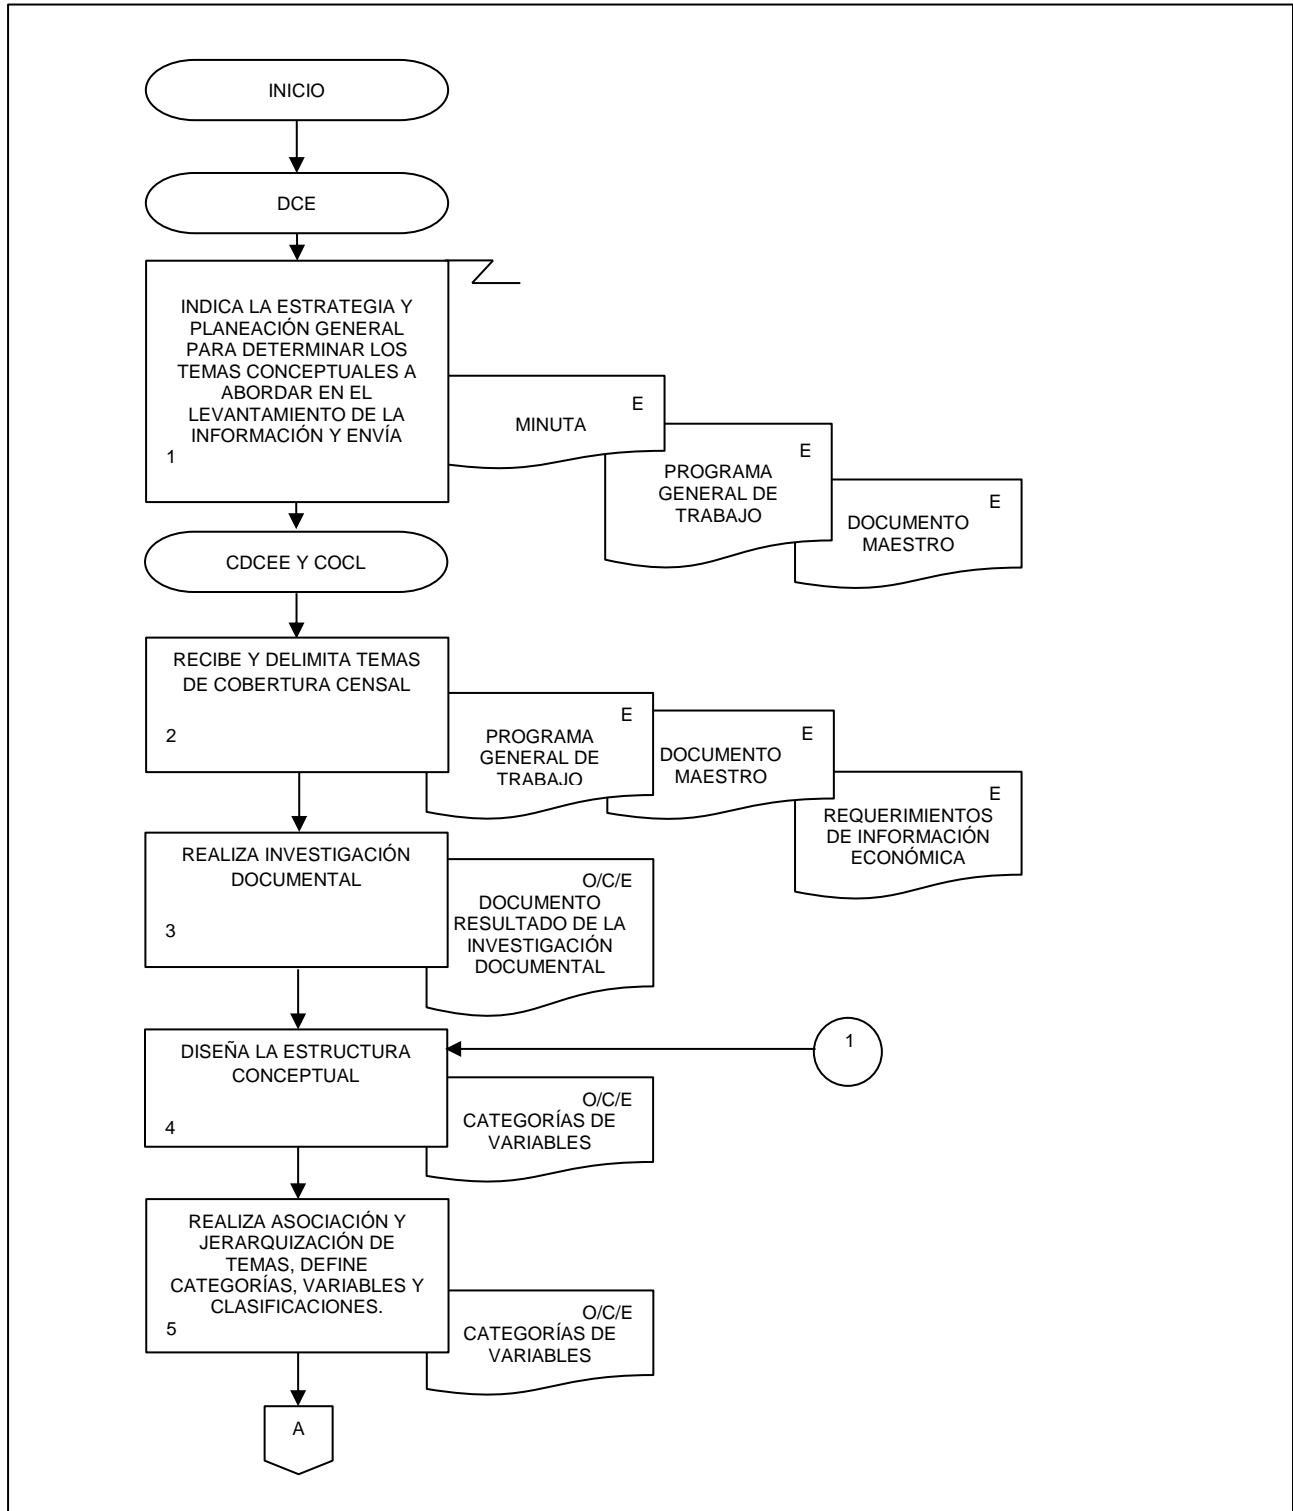 INICIO
DCE
INDICA LA ESTRATEGIA Y
PLANEACIÓN GENERAL
PARA DETERMINAR LOS
TEMAS CONCEPTUALES A
ABORDAR EN EL
LEVANTAMIENTO DE LA
INFORMACIÓN Y ENVÍA
1
E
MINUTA
E
PROGRAMA
GENERAL DE
TRABAJO
E
DOCUMENTO
MAESTRO
CDCEE Y COCL
RECIBE Y DELIMITA TEMAS
DE COBERTURA CENSAL
2
E
PROGRAMA
GENERAL DE
TRABAJO
E
DOCUMENTO
MAESTRO
E
REQUERIMIENTOS
DE INFORMACIÓN
ECONÓMICA
REALIZA INVESTIGACIÓN
DOCUMENTAL
3
O/C/E
DOCUMENTO
RESULTADO DE LA
INVESTIGACIÓN
DOCUMENTAL
1
DISEÑA LA ESTRUCTURA
CONCEPTUAL
4
O/C/E
CATEGORÍAS DE
VARIABLES
REALIZA ASOCIACIÓN Y
JERARQUIZACIÓN DE
TEMAS, DEFINE
CATEGORÍAS, VARIABLES Y
CLASIFICACIONES.
5
O/C/E
CATEGORÍAS DE
VARIABLES
A